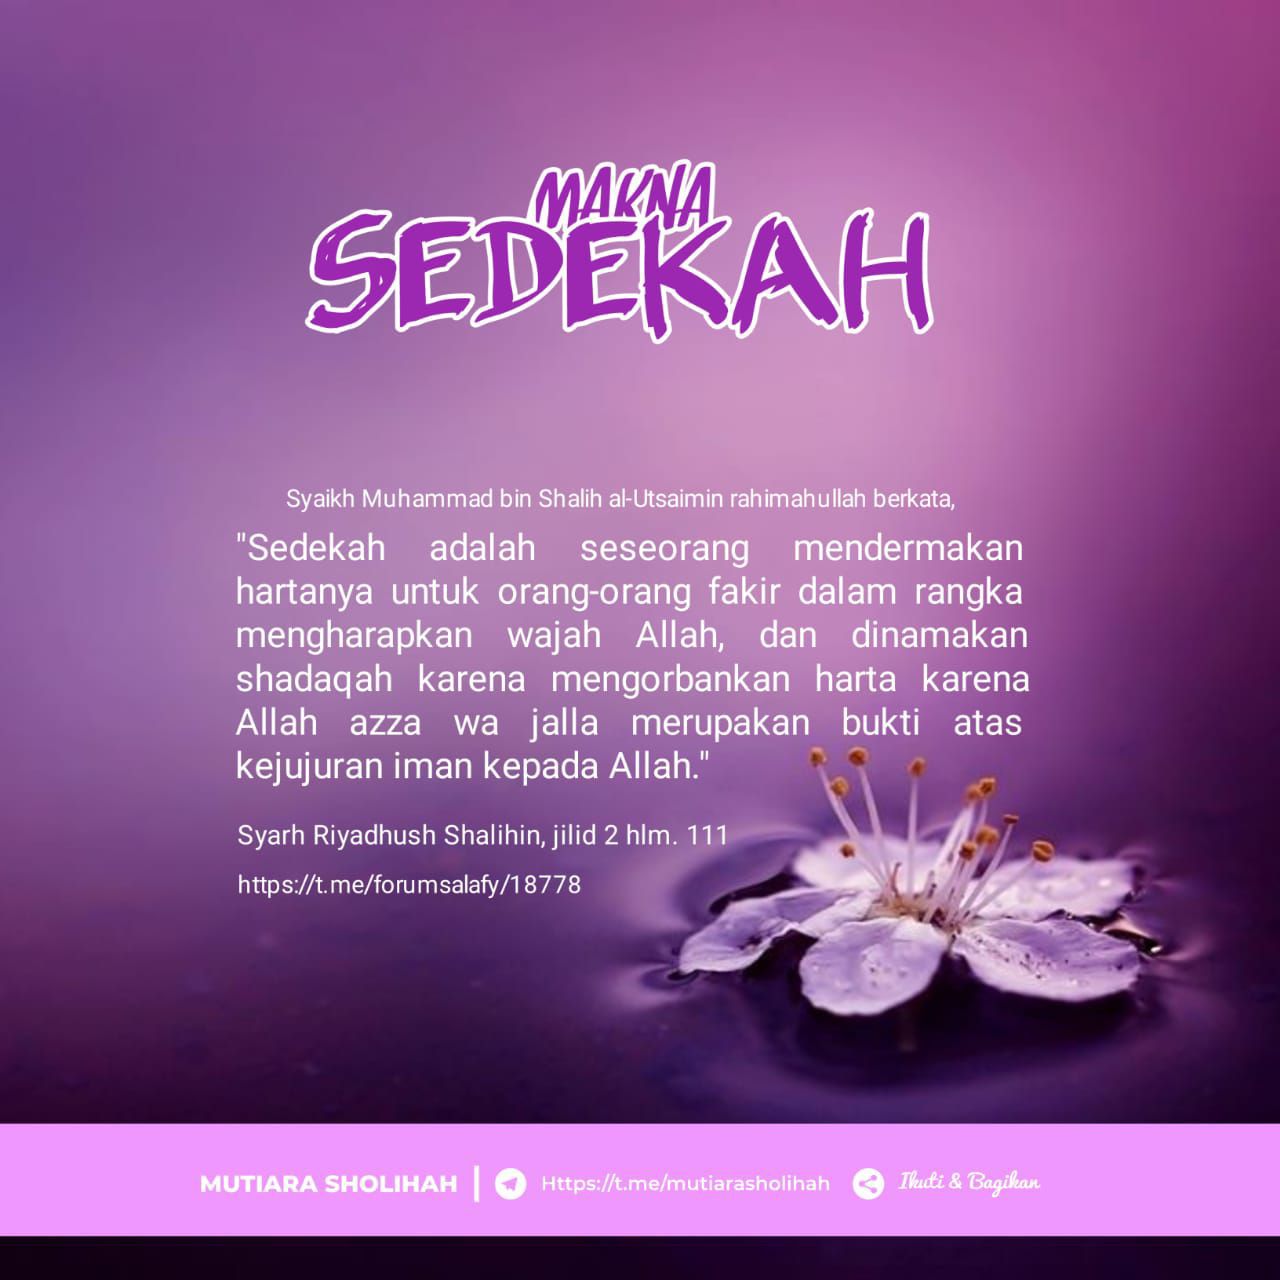 MAKNA
SEDEKAH
Syaikh Muhammad bin Shalih al-Utsaimin rahimahullah berkata,
"Sedekah adalah seseorang mendermakan
hartanya untuk orang-orang fakir dalam rangka
mengharapkan wajah Allah, dan dinamakan
shadaqah karena mengorbankan harta karena
Allah azza wa jalla merupakan bukti atas
kejujuran iman kepada Allah."
Syarh Riyadhush Shalihin, jilid 2 hlm. 111
https://t.me/forumsalafy/18778
MUTIARA SHOLIHAH | Https://t.me/mutiarasholihah Ikuti & Bagikan